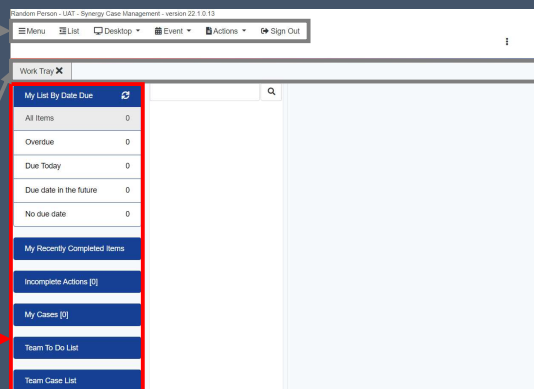 Random Person - UAT - Synergy Case Management - version 22.1.0.13
Menu List Desktop Event Actions Sign Out
Work Tray
My List By Date Due
All Items 0
Overdue 0
Due Today 0
Due date in the future 0
No due date 0
My Recently Completed Items
Incomplete Actions [0]
My Cases [0]
Team To Do List
Team Case List